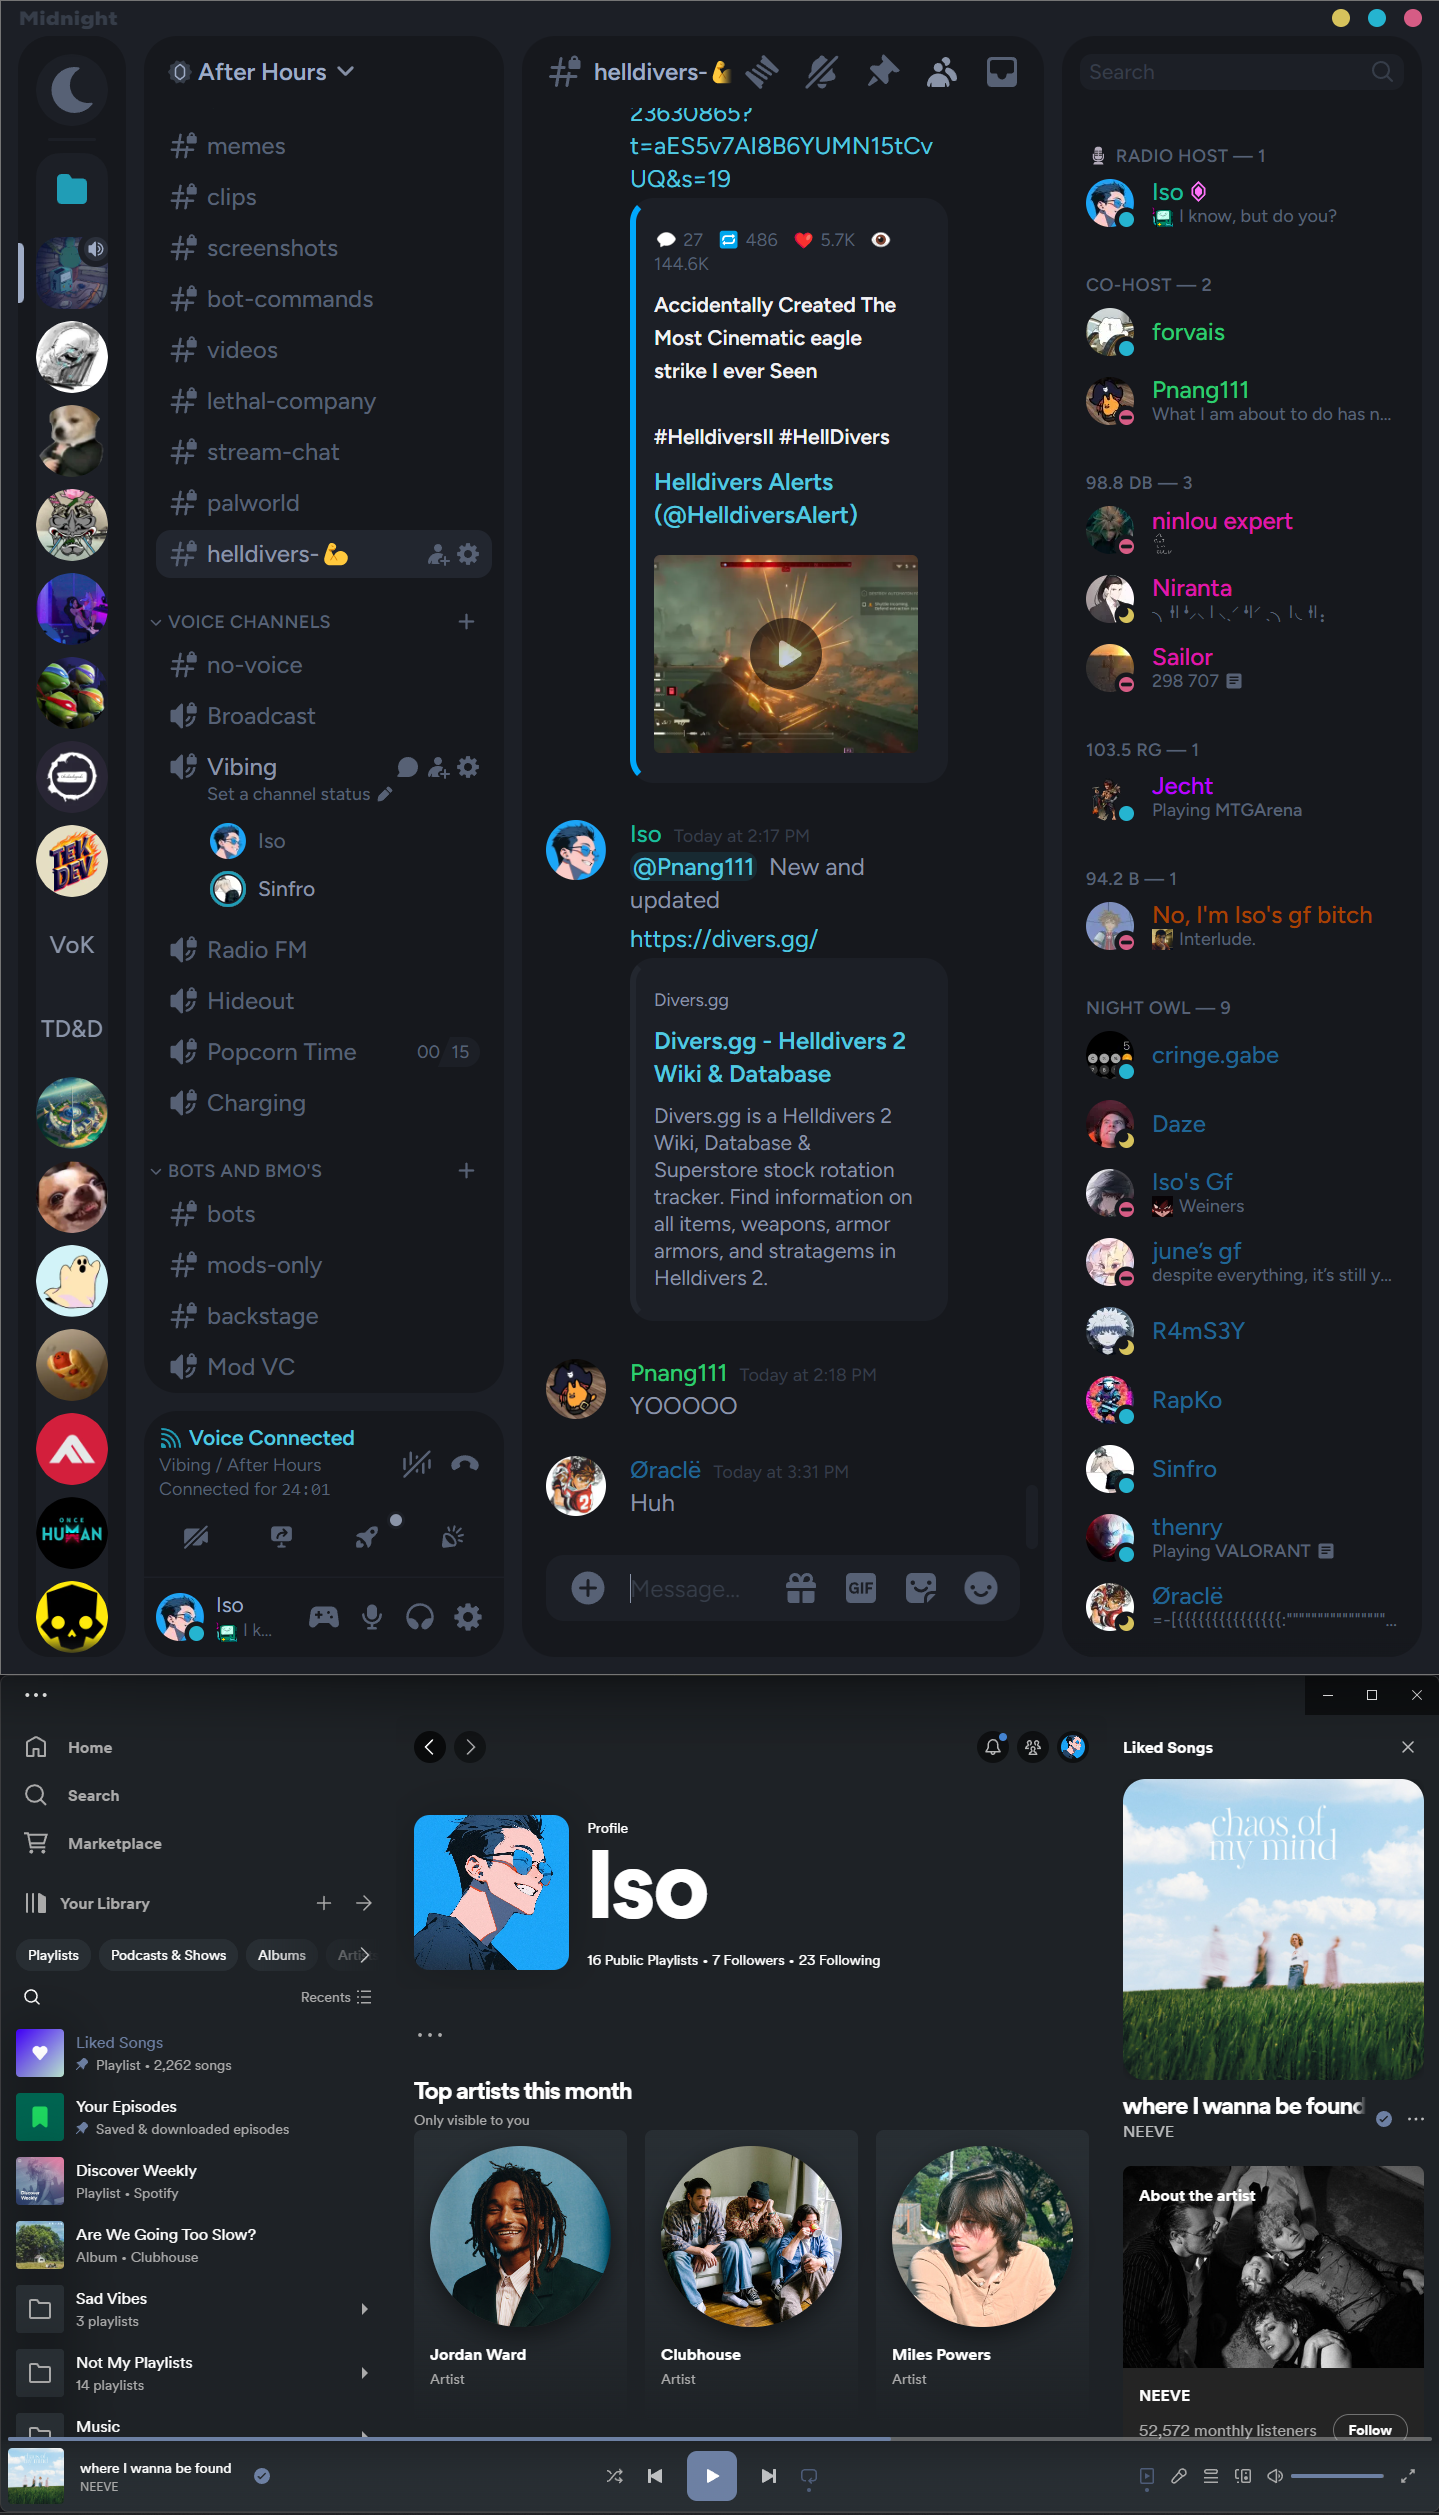 Midnight
After Hours
memes
clips
screenshots
bot-commands
videos
lethal-company
stream-chat
palworld
helldivers-💪
VOICE CHANNELS
no-voice
Broadcast
Vibing
Set a channel status
Iso
Sinfro
Radio FM
Hideout
Popcorn Time 00 15
Charging
BOTS AND BMO'S
bots
mods-only
backstage
Mod VC
TEK DEV
VoK
TD&D
ONCE HUMAN
Voice Connected
Vibing / After Hours
Connected for 24:01
Iso
I k...
helldivers-💪
23630865?
t=aES5v7AI8B6YUMN15tCv
UQ&s=19
27 486 5.7K
144.6K
Accidentally Created The
Most Cinematic eagle
strike I ever Seen
#HelldiversII #HellDivers
Helldivers Alerts
(@HelldiversAlert)
Iso Today at 2:17 PM
@Pnang111 New and
updated
https://divers.gg/
Divers.gg
Divers.gg - Helldivers 2
Wiki & Database
Divers.gg is a Helldivers 2
Wiki, Database &
Superstore stock rotation
tracker. Find information on
all items, weapons, armor
armors, and stratagems in
Helldivers 2.
Pnang111 Today at 2:18 PM
YOOOOO
Øraclë Today at 3:31 PM
Huh
Message...
GIF
Search
RADIO HOST — 1
Iso
I know, but do you?
CO-HOST — 2
forvais
Pnang111
What I am about to do has n...
98.8 DB — 3
ninlou expert
Niranta
Sailor
298 707
103.5 RG — 1
Jecht
Playing MTGArena
94.2 B — 1
No, I'm Iso's gf bitch
Interlude.
NIGHT OWL — 9
cringe.gabe
Daze
Iso's Gf
Weiners
june’s gf
despite everything, it’s still y...
R4mS3Y
RapKo
Sinfro
thenry
Playing VALORANT
Øraclë
Home
Search
Marketplace
Your Library
Playlists Podcasts & Shows Albums
Recents
Liked Songs
Playlist • 2,262 songs
Your Episodes
Saved & downloaded episodes
Discover Weekly
Playlist • Spotify
Are We Going Too Slow?
Album • Clubhouse
Sad Vibes
3 playlists
Not My Playlists
14 playlists
Music
Profile
Iso
16 Public Playlists • 7 Followers • 23 Following
Top artists this month
Only visible to you
Jordan Ward
Artist
Clubhouse
Artist
Miles Powers
Artist
Liked Songs
chaos of
my mind
where I wanna be found
NEEVE
About the artist
NEEVE
52,572 monthly listeners
Follow
where I wanna be found
NEEVE